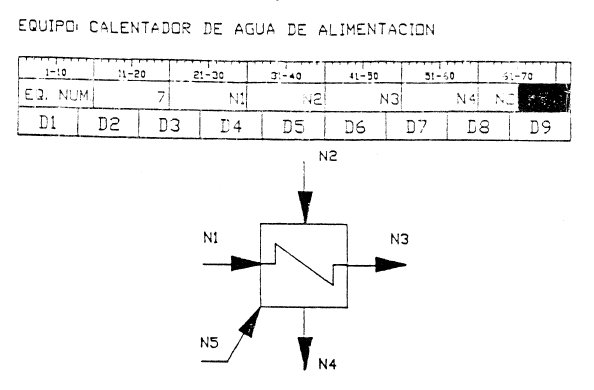 EQUIPO: CALENTADOR DE AGUA DE ALIMENTACION
1-10 11-20 21-30 31-40 41-50 51-60 61-70
EQ. NUM 7 N1 N2 N3 N4
D1 D2 D3 D4 D5 D6 D7 D8 D9
N2
N1 N3
N5
N4